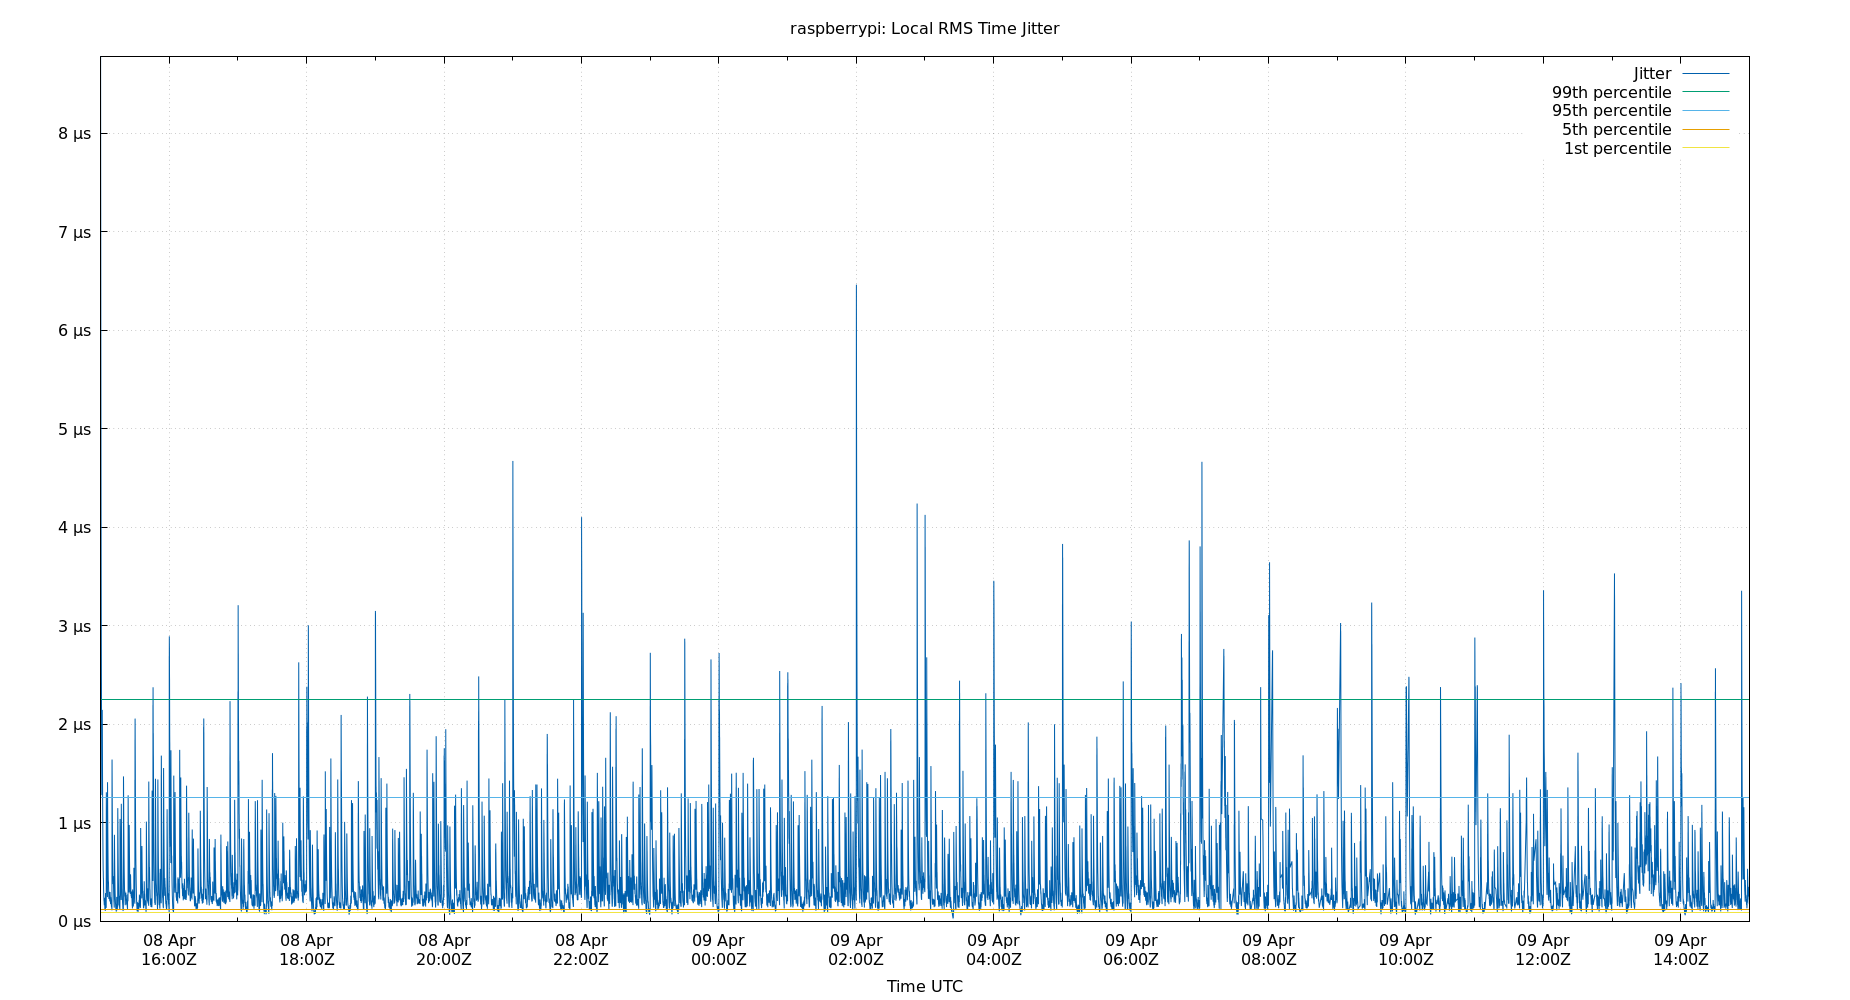 raspberrypi: Local RMS Time Jitter
Jitter
99th percentile
95th percentile
5th percentile
1st percentile
8 µs
7 µs
6 µs
5 µs
4 µs
3 µs
2 µs
1 µs
0 µs
08 Apr 08 Apr 08 Apr 08 Apr 09 Apr 09 Apr 09 Apr 09 Apr 09 Apr 09 Apr 09 Apr 09 Apr
16:00Z 18:00Z 20:00Z 22:00Z 00:00Z 02:00Z 04:00Z 06:00Z 08:00Z 10:00Z 12:00Z 14:00Z
Time UTC